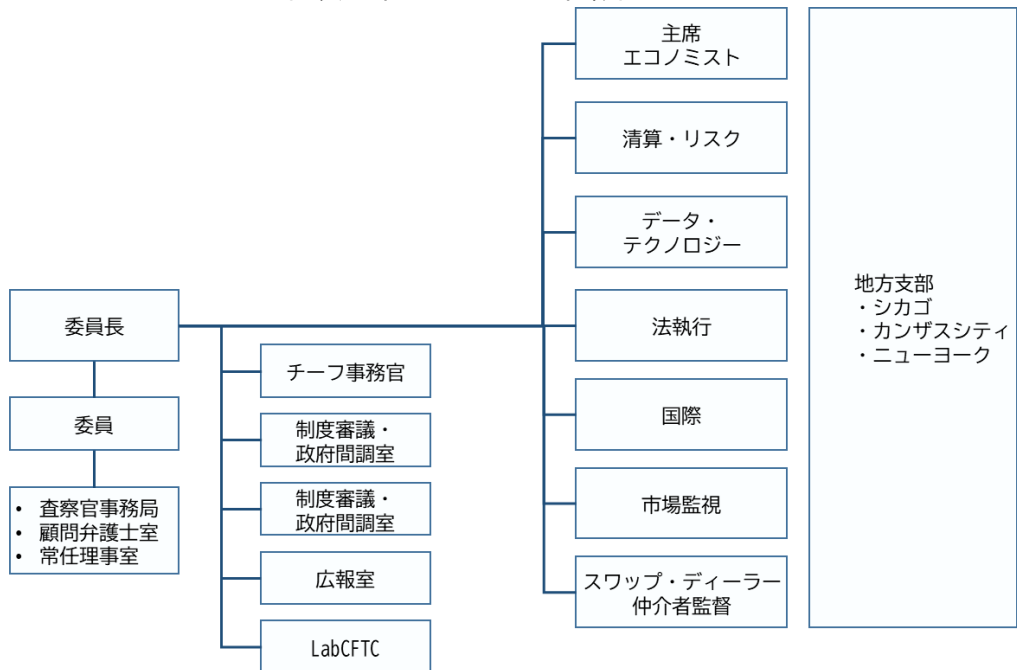 主席
エコノミスト
清算・リスク
データ・
テクノロジー
法執行
国際
市場監視
スワップ・ディーラー
仲介者監督
地方支部
・シカゴ
・カンザスシティ
・ニューヨーク
委員長
委員
• 査察官事務局
• 顧問弁護士室
• 常任理事室
チーフ事務官
制度審議・
政府間調室
制度審議・
政府間調室
広報室
LabCFTC